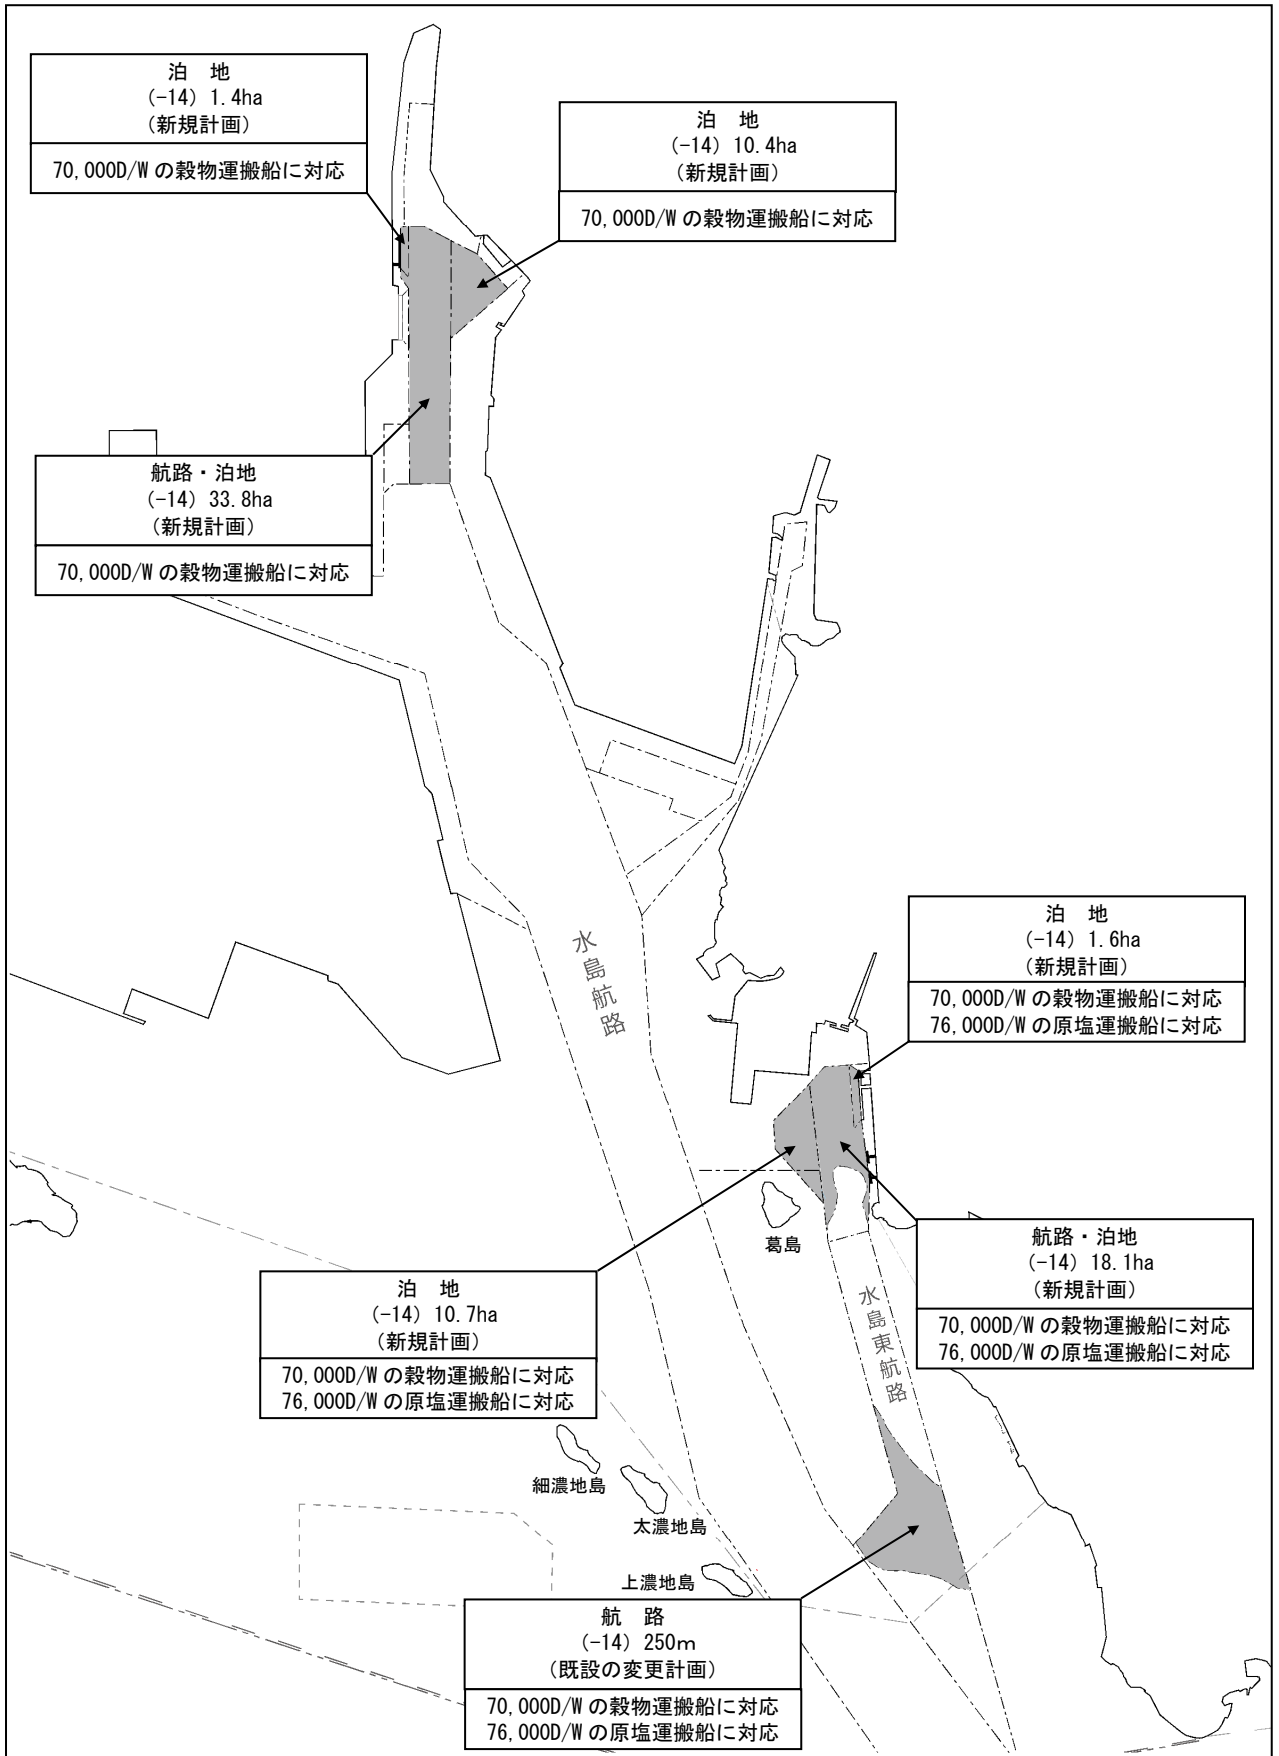 泊　地
(-14) 1.4ha
(新規計画)
70,000D/W の穀物運搬船に対応
泊　地
(-14) 10.4ha
(新規計画)
70,000D/W の穀物運搬船に対応
航路・泊地
(-14) 33.8ha
(新規計画)
70,000D/W の穀物運搬船に対応
水島航路
泊　地
(-14) 1.6ha
(新規計画)
70,000D/W の穀物運搬船に対応
76,000D/W の原塩運搬船に対応
葛島
航路・泊地
(-14) 18.1ha
(新規計画)
70,000D/W の穀物運搬船に対応
76,000D/W の原塩運搬船に対応
泊　地
(-14) 10.7ha
(新規計画)
70,000D/W の穀物運搬船に対応
76,000D/W の原塩運搬船に対応
水島東航路
細濃地島
太濃地島
上濃地島
航　路
(-14) 250m
(既設の変更計画)
70,000D/W の穀物運搬船に対応
76,000D/W の原塩運搬船に対応